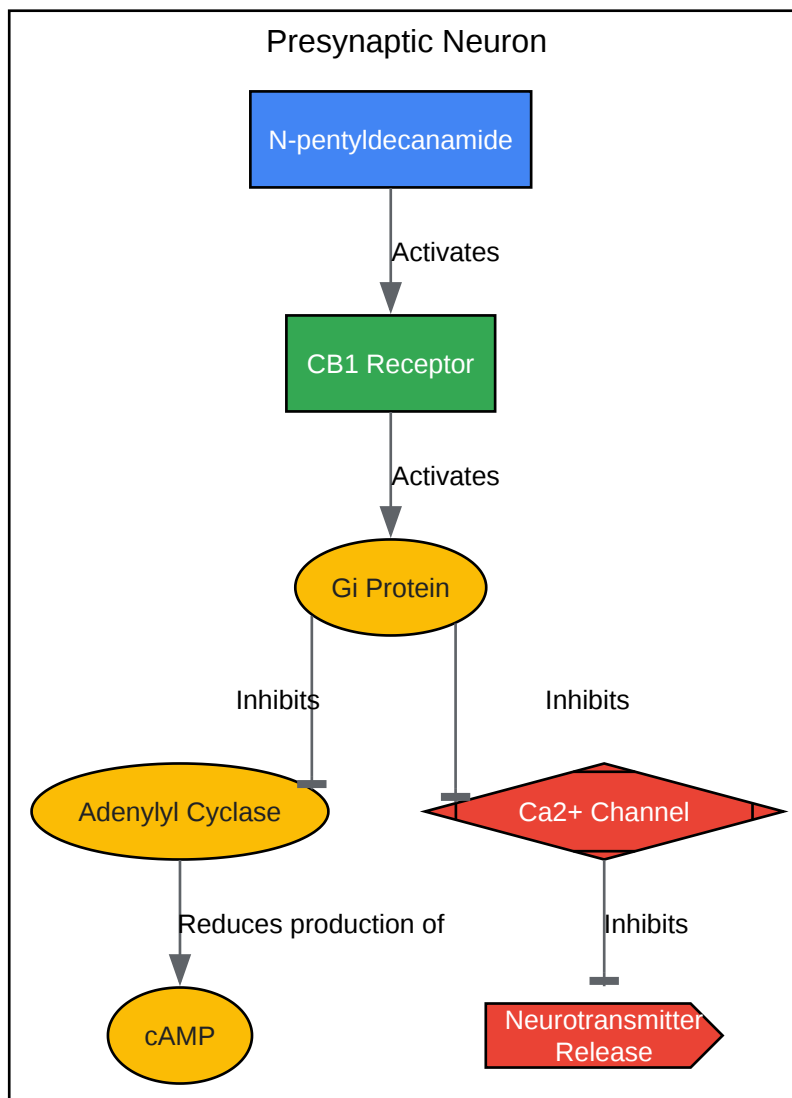 Presynaptic Neuron
N-pentyldecanamide
Activates
CB1 Receptor
Activates
Gi Protein
Inhibits
Inhibits
Adenylyl Cyclase
Ca2+ Channel
Reduces production of
Inhibits
cAMP
Neurotransmitter
Release